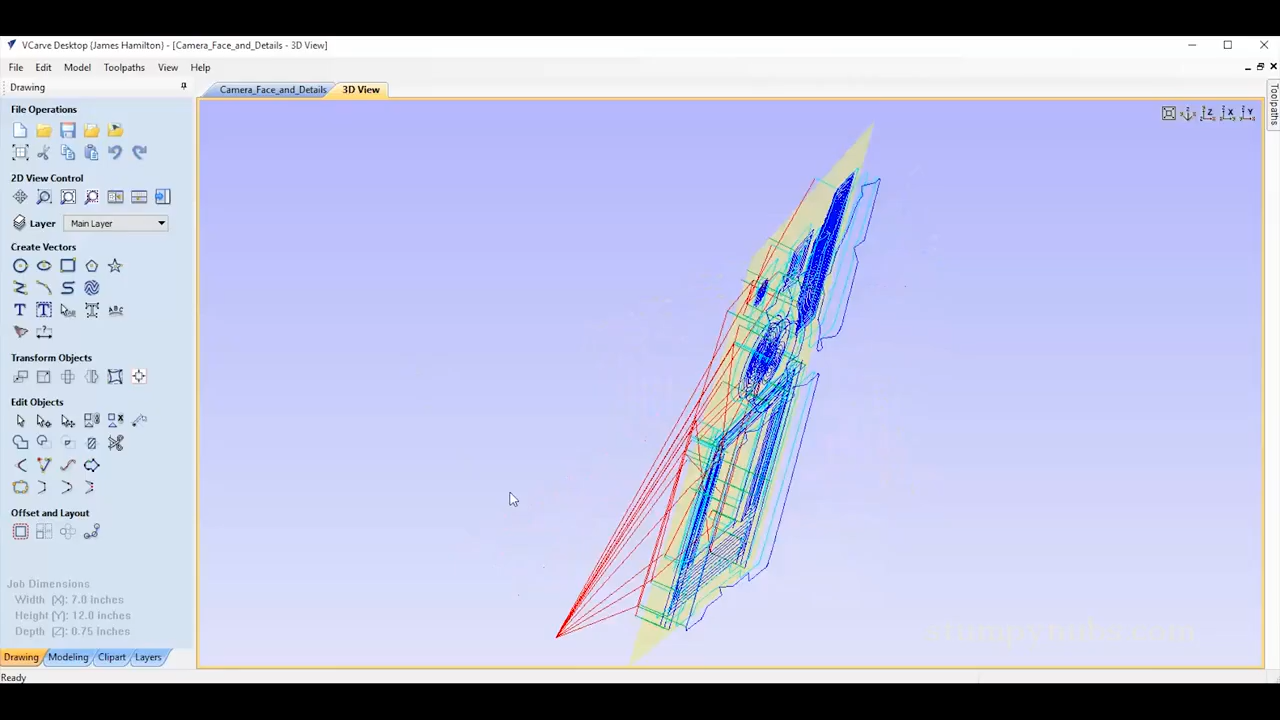 VCarve Desktop (James Hamilton) - [Camera_Face_and_Details - 3D View]
File Edit Model Toolpaths View Help
Drawing
Camera_Face_and_Details
3D View
Toolpaths
File Operations
2D View Control
Layer
Main Layer
Create Vectors
Transform Objects
Edit Objects
Offset and Layout
Job Dimensions
Width (X): 7.0 inches
Height (Y): 12.0 inches
Depth (Z): 0.75 inches
Drawing Modeling Clipart Layers
Ready